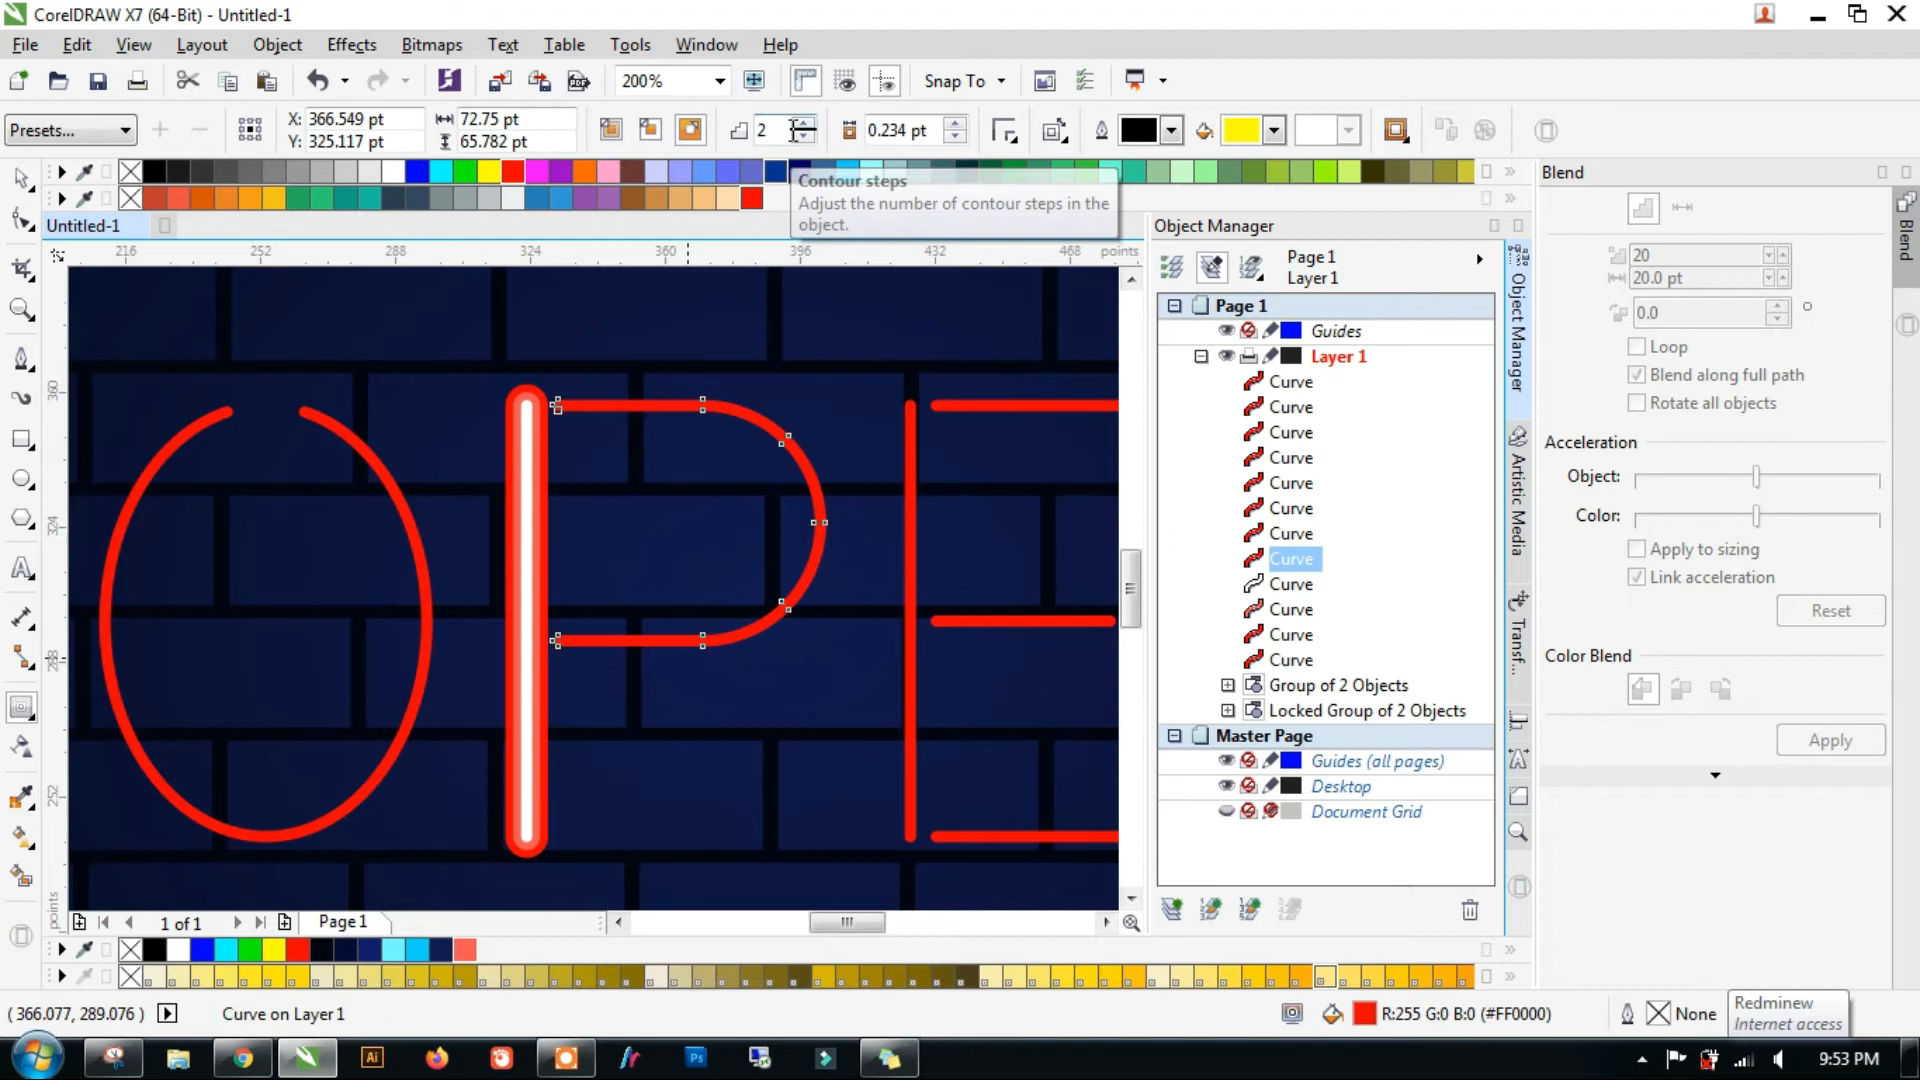 CorelDRAW X7 (64-Bit) - Untitled-1
File Edit View Layout Object Effects Bitmaps Text Table Tools Window Help
200% Snap To
Presets... X: 366.549 pt 72.75 pt 2 0.234 pt
Y: 325.117 pt 65.782 pt
Contour steps
Adjust the number of contour steps in the
object.
Untitled-1
216 252 288 324 360 396 432 468 points
360
324
288
252
points
OPE
Object Manager
Page 1
Layer 1
Page 1
Guides
Layer 1
Curve
Curve
Curve
Curve
Curve
Curve
Curve
Curve
Curve
Curve
Curve
Curve
Group of 2 Objects
Locked Group of 2 Objects
Master Page
Guides (all pages)
Desktop
Document Grid
Object Manager
Artistic Media
Transf...
Blend
Blend
20
20.0 pt
0.0 °
Loop
Blend along full path
Rotate all objects
Acceleration
Object:
Color:
Apply to sizing
Link acceleration
Reset
Color Blend
Apply
1 of 1 Page 1
( 366.077, 289.076 ) Curve on Layer 1 R:255 G:0 B:0 (#FF0000) None
Redminew
Internet access
Ai Ps 9:53 PM